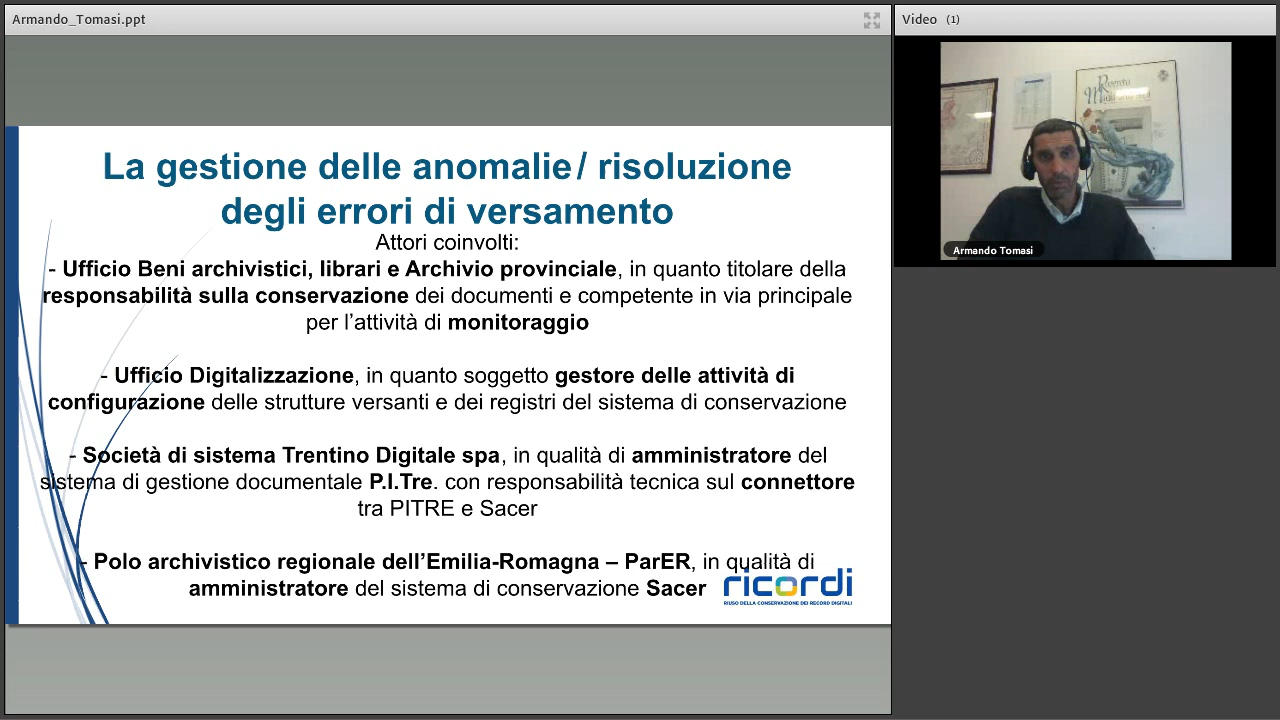 Armando_Tomasi.ppt
Video (1)
La gestione delle anomalie / risoluzione
degli errori di versamento
Attori coinvolti:
- Ufficio Beni archivistici, librari e Archivio provinciale, in quanto titolare della
responsabilità sulla conservazione dei documenti e competente in via principale
per l’attività di monitoraggio
- Ufficio Digitalizzazione, in quanto soggetto gestore delle attività di
configurazione delle strutture versanti e dei registri del sistema di conservazione
- Società di sistema Trentino Digitale spa, in qualità di amministratore del
sistema di gestione documentale P.I.Tre. con responsabilità tecnica sul connettore
tra PITRE e Sacer
- Polo archivistico regionale dell’Emilia-Romagna – ParER, in qualità di
amministratore del sistema di conservazione Sacer
ricordi
RIUSO DELLA CONSERVAZIONE DEI RECORD DIGITALI
Armando Tomasi